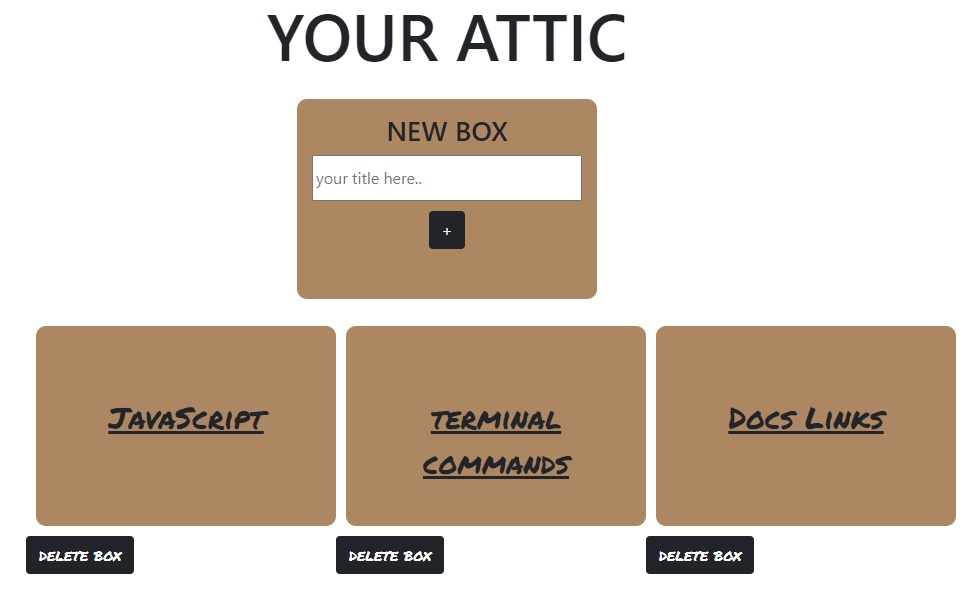 YOUR ATTIC
NEW BOX
your title here..
+
JavaScript
terminal
commands
Docs Links
delete box
delete box
delete box